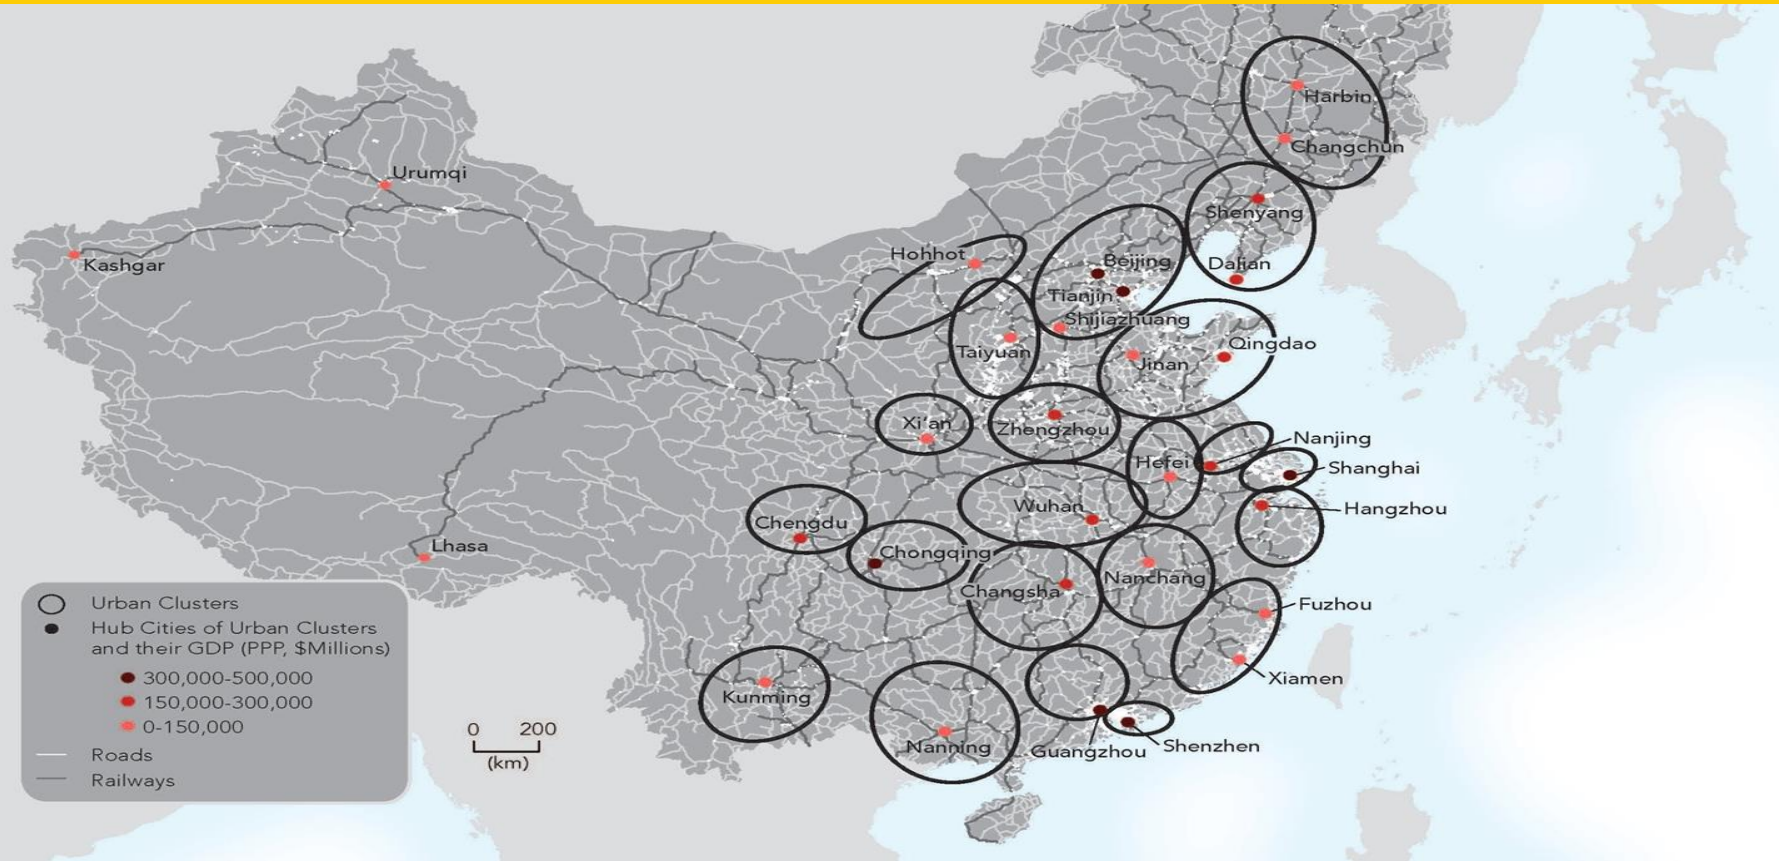 Harbin
Changchun
Urumqi
Shenyang
Kashgar
Hohhot
Beijing
Dalian
Tianjin
Shijiazhuang
Taiyuan
Jinan
Qingdao
Xi'an
Zhengzhou
Nanjing
Hefei
Shanghai
Wuhan
Hangzhou
Chengdu
Lhasa
Chongqing
Nanchang
Changsha
Fuzhou
Xiamen
Kunming
Nanning
Guangzhou
Shenzhen
Urban Clusters
Hub Cities of Urban Clusters
and their GDP (PPP, $Millions)
300,000-500,000
150,000-300,000
0-150,000
Roads
Railways
0 200
(km)